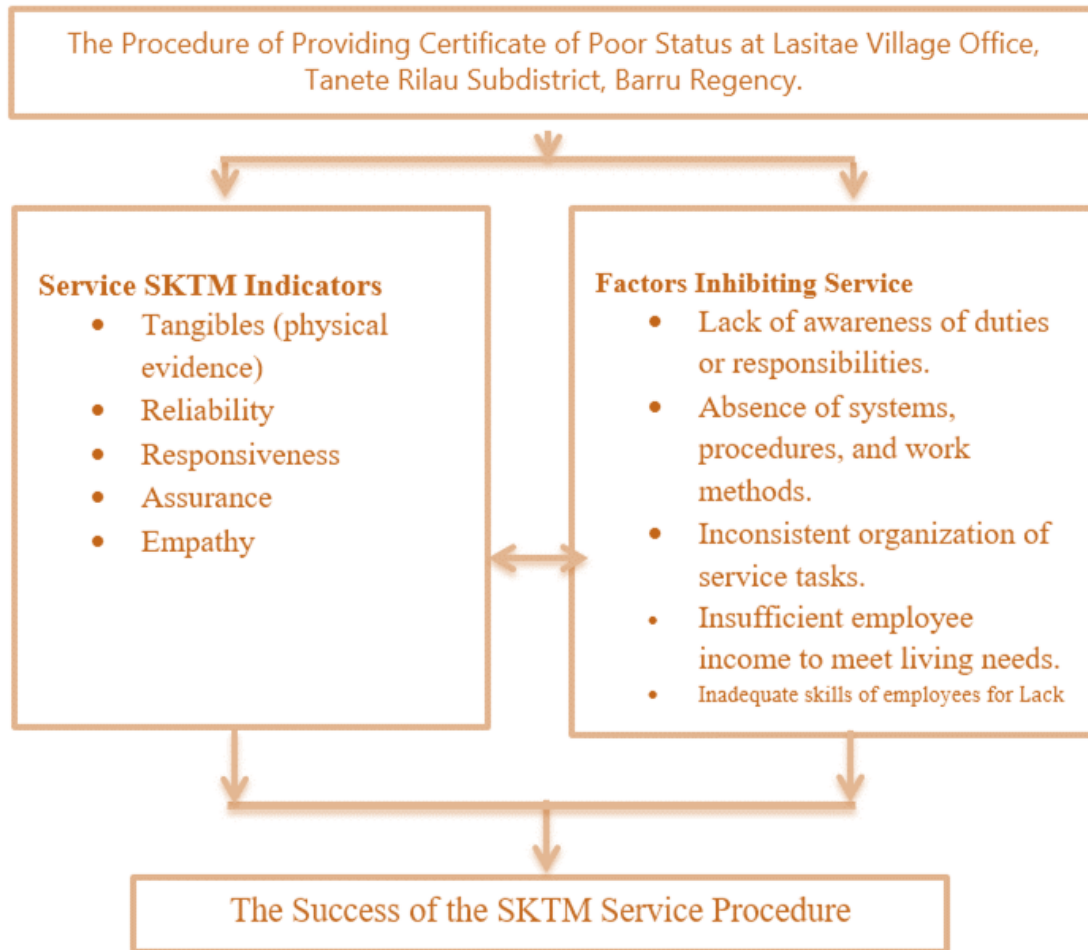 The Procedure of Providing Certificate of Poor Status at Lasitae Village Office,
Tanete Rilau Subdistrict, Barru Regency.
Service SKTM Indicators
• Tangibles (physical
evidence)
• Reliability
• Responsiveness
• Assurance
• Empathy
Factors Inhibiting Service
• Lack of awareness of duties
or responsibilities.
• Absence of systems,
procedures, and work
methods.
• Inconsistent organization of
service tasks.
• Insufficient employee
income to meet living needs.
• Inadequate skills of employees for Lack
The Success of the SKTM Service Procedure